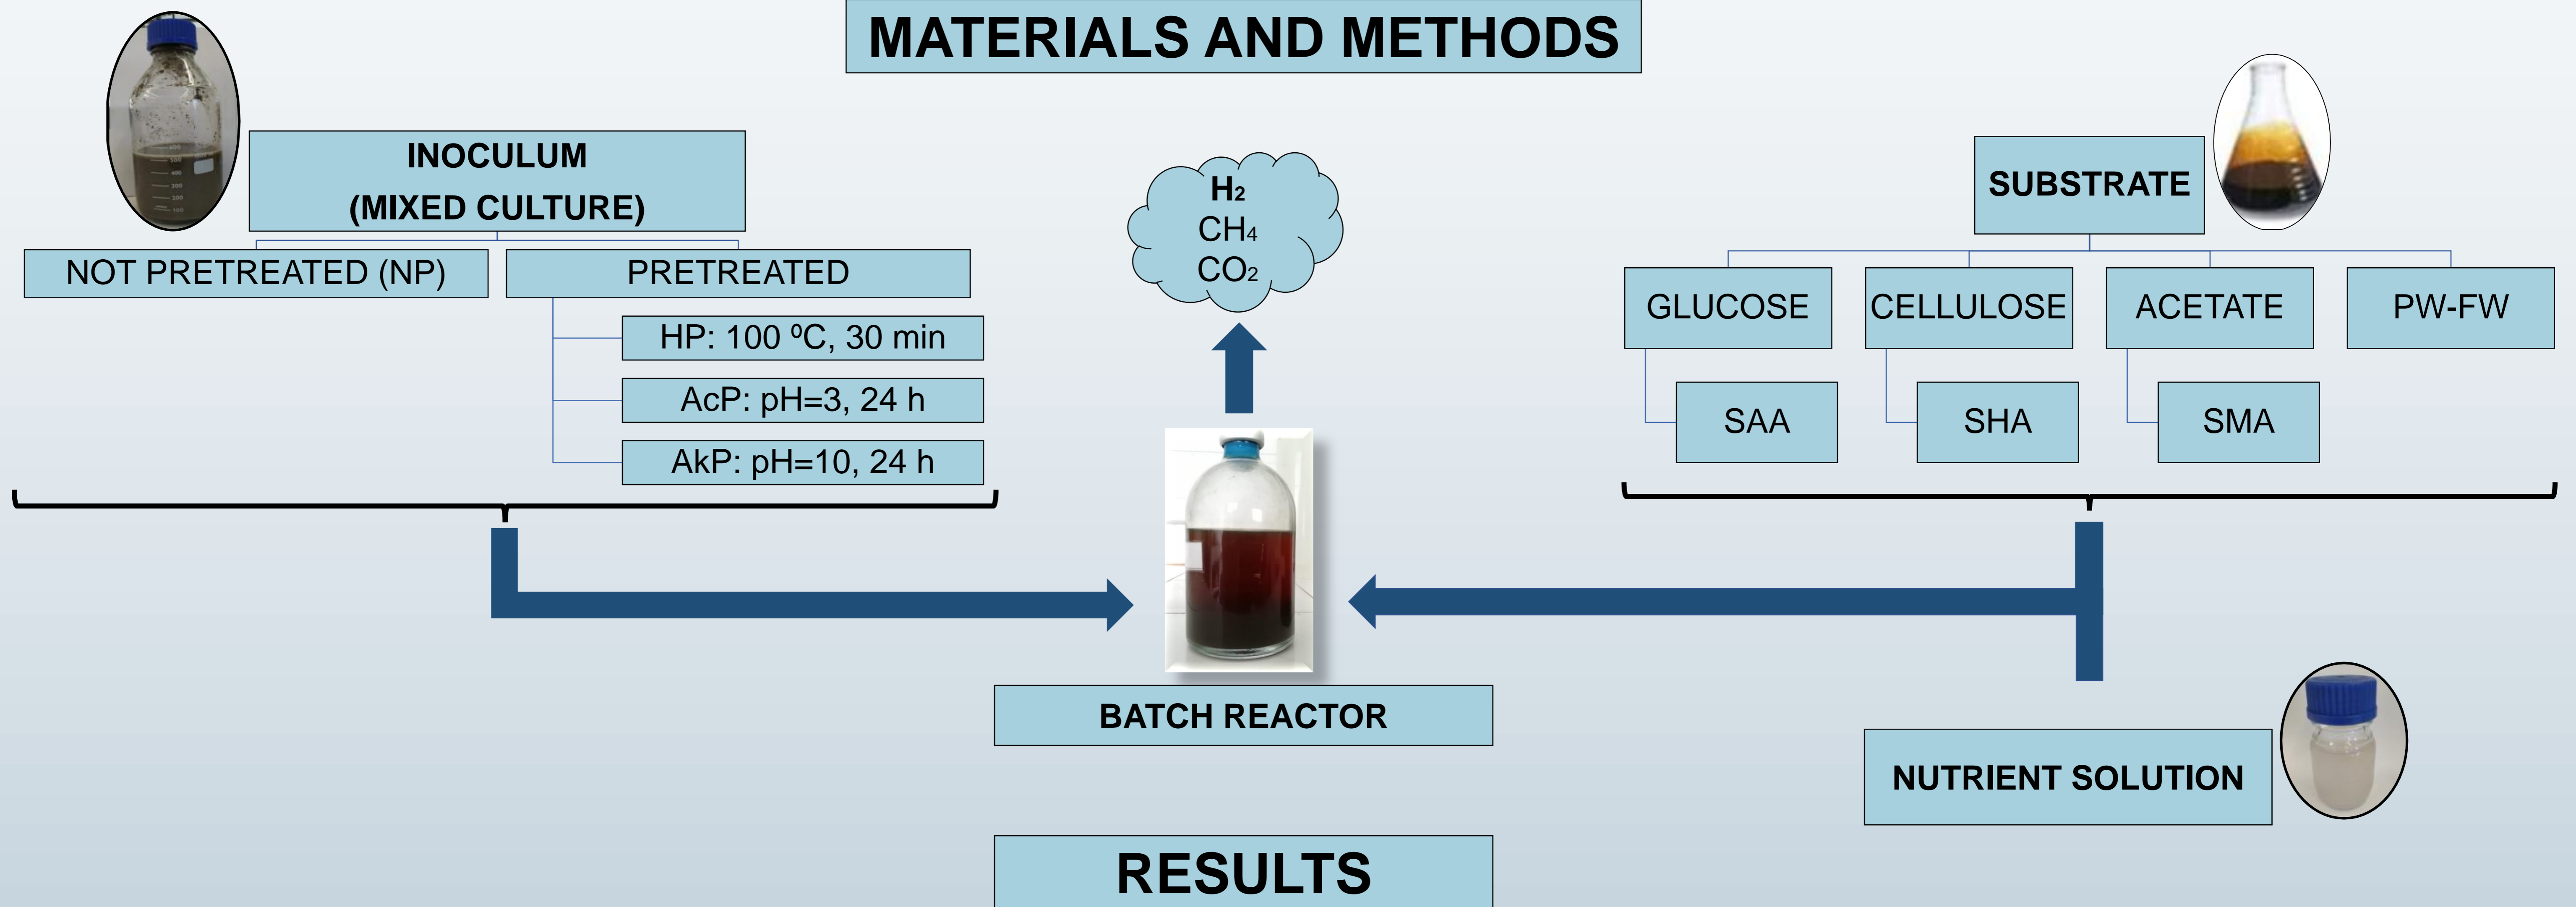 MATERIALS AND METHODS
INOCULUM
(MIXED CULTURE)
NOT PRETREATED (NP)
PRETREATED
HP: 100 ºC, 30 min
AcP: pH=3, 24 h
AkP: pH=10, 24 h
H2
CH4
CO2
BATCH REACTOR
SUBSTRATE
GLUCOSE
CELLULOSE
ACETATE
PW-FW
SAA
SHA
SMA
NUTRIENT SOLUTION
RESULTS